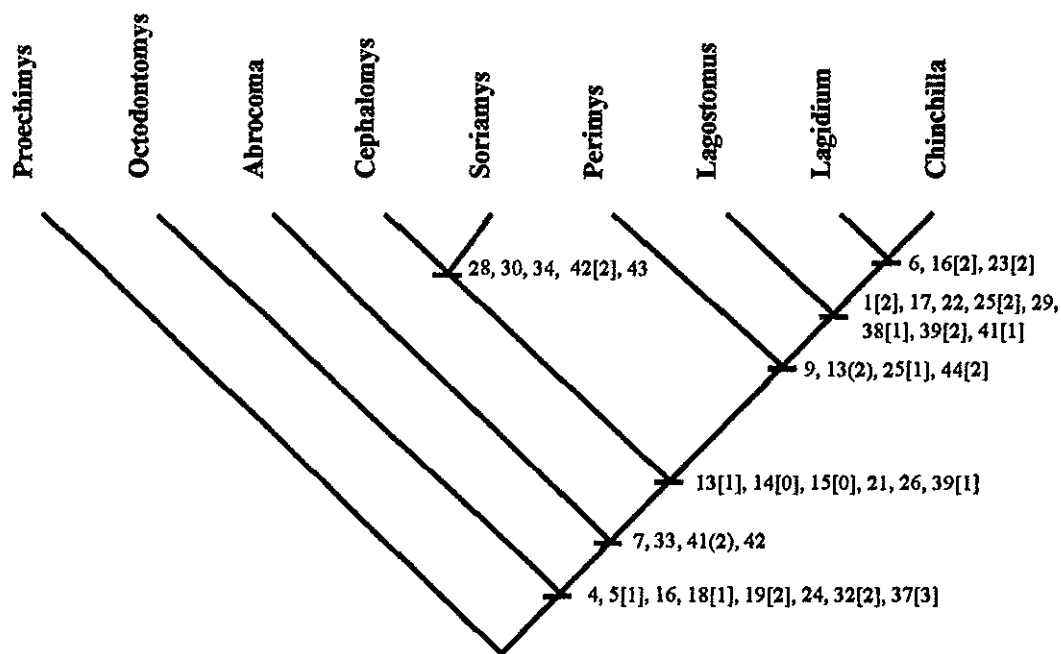 Proechimys
Octodontomys
Abrocoma
Cephalomys
Soriamys
Perimys
Lagostomus
Lagidium
Chinchilla
28, 30, 34, 42[2], 43
6, 16[2], 23[2]
1[2], 17, 22, 25[2], 29,
38[1], 39[2], 41[1]
9, 13(2), 25[1], 44[2]
13[1], 14[0], 15[0], 21, 26, 39[1]
7, 33, 41(2), 42
4, 5[1], 16, 18[1], 19[2], 24, 32[2], 37[3]